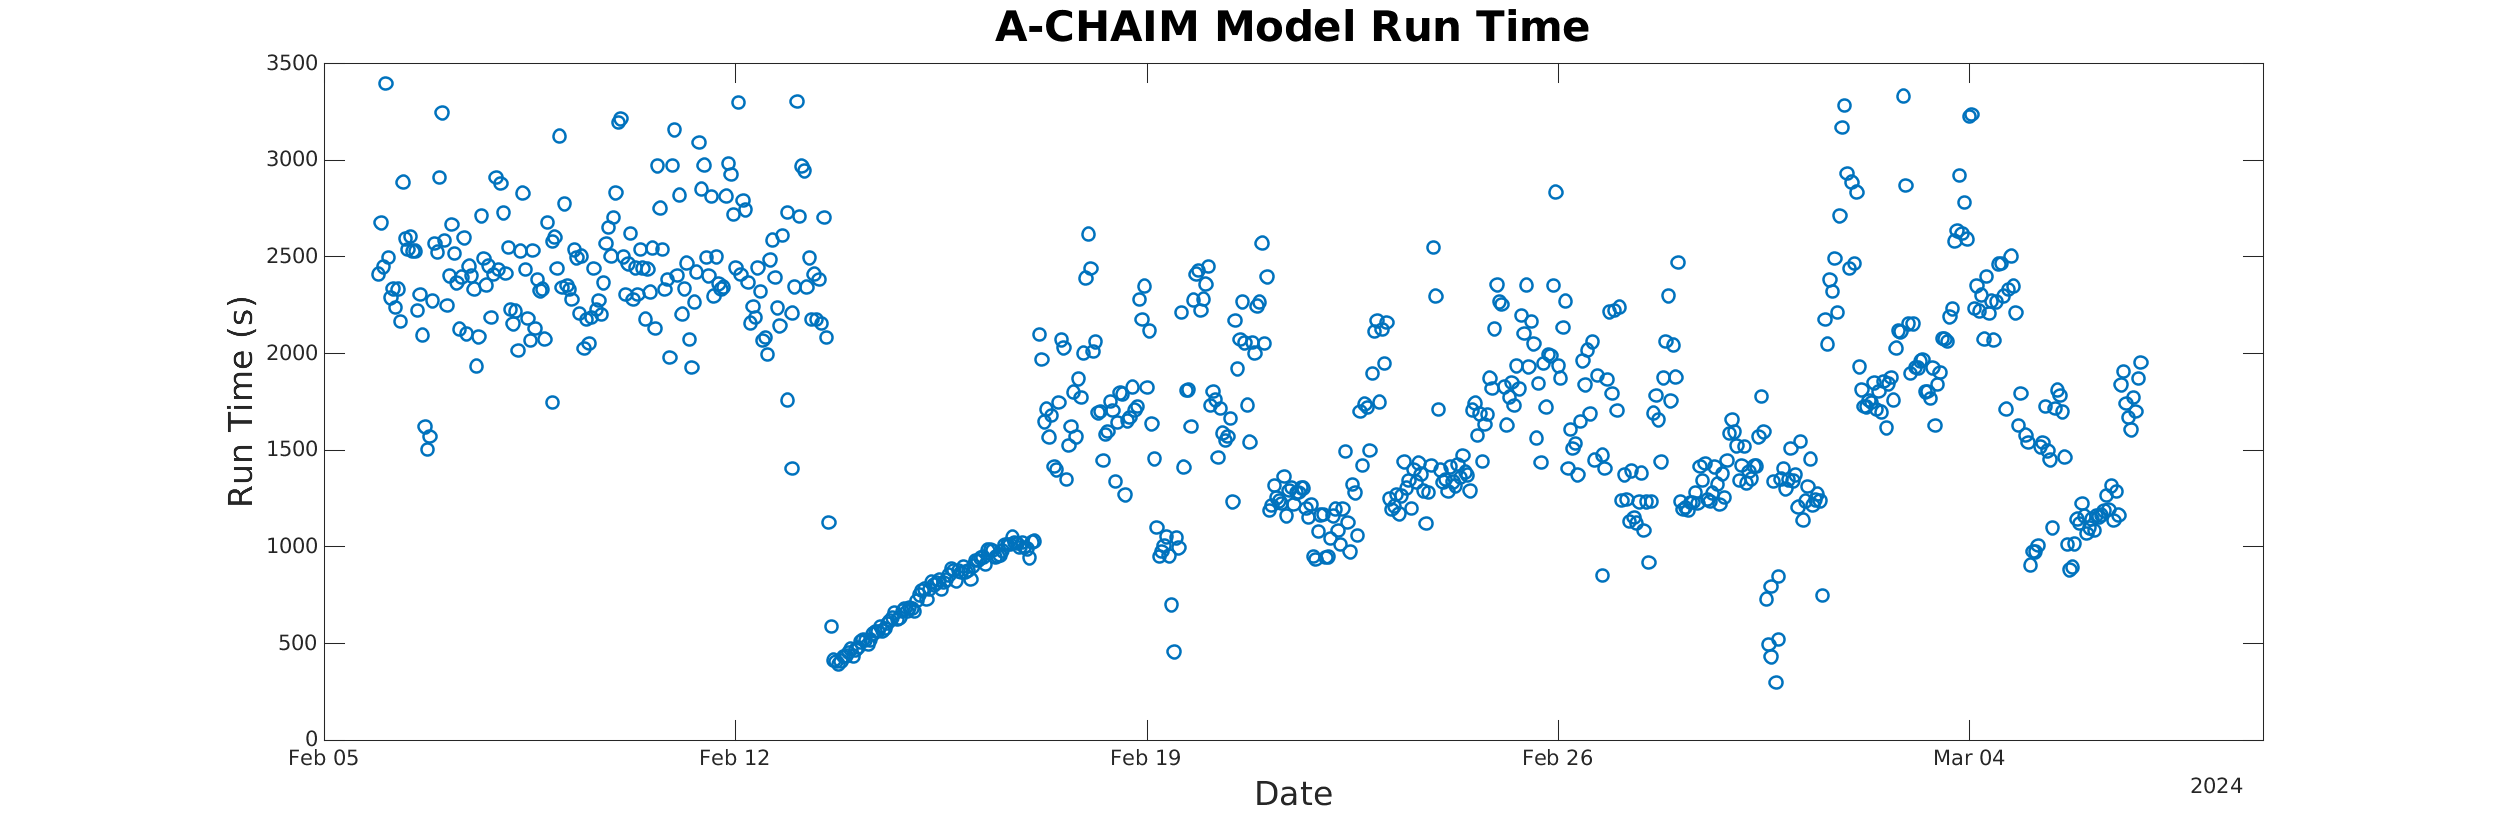 A-CHAIM Model Run Time
3500
3000
2500
2000
1500
1000
500
0
Run Time (s)
Feb 05
Feb 12
Feb 19
Feb 26
Mar 04
2024
Date